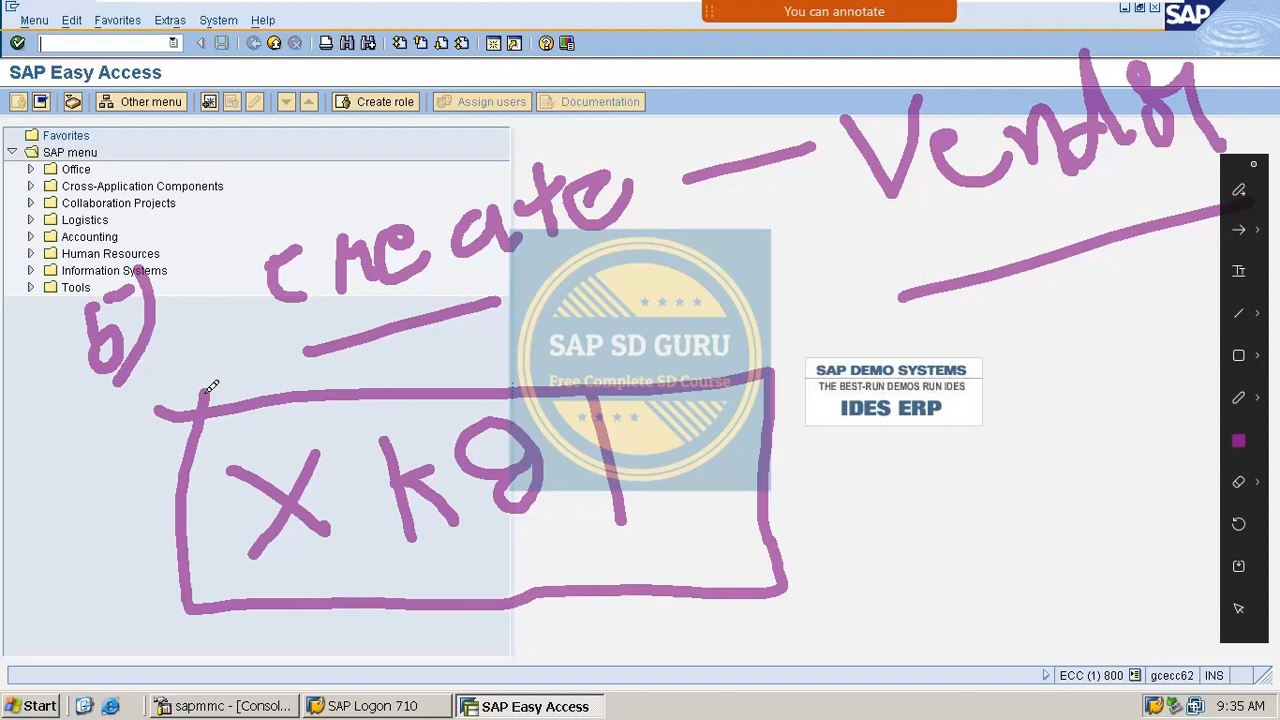 You can annotate
SAP
Menu Edit Favorites Extras System Help
SAP Easy Access
Other menu Create role Assign users Documentation
Favorites
SAP menu
Office
Cross-Application Components
Collaboration Projects
Logistics
Accounting
Human Resources
Information Systems
Tools
5) create - Vendor
SAP SD GURU
Free Complete SD Course
SAP DEMO SYSTEMS
THE BEST-RUN DEMOS RUN IDES
IDES ERP
ECC (1) 800 gcecc62 INS
Start sapmmc - [Consol... SAP Logon 710 SAP Easy Access 9:35 AM